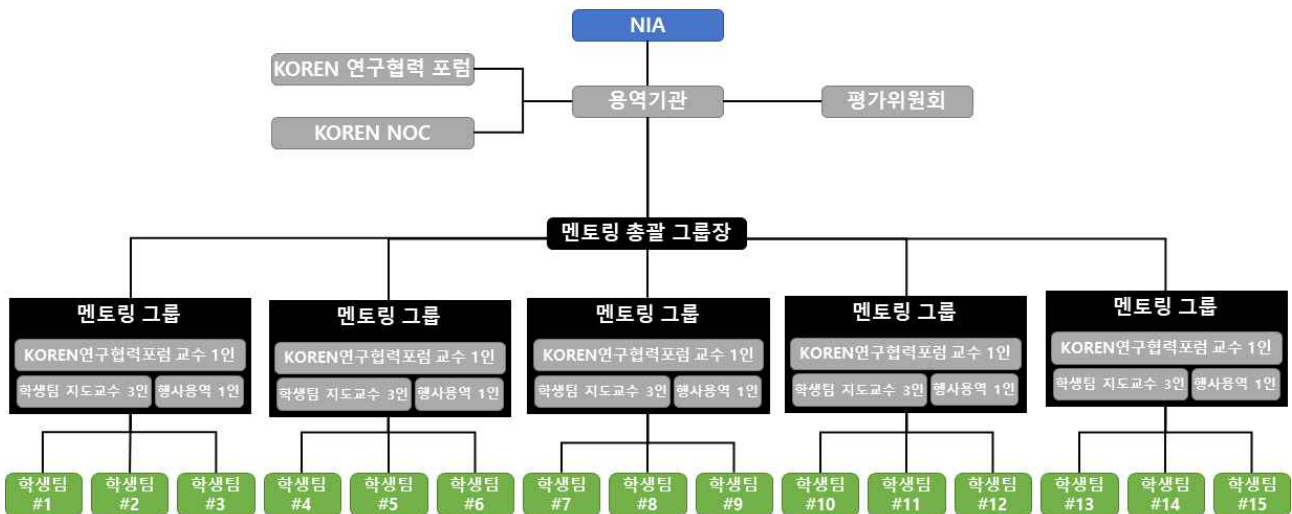 NIA
KOREN 연구협력 포럼
용역기관
평가위원회
KOREN NOC
멘토링 총괄 그룹장
멘토링 그룹
KOREN연구협력포럼 교수 1인
학생팀 지도교수 3인
행사용역 1인
멘토링 그룹
KOREN연구협력포럼 교수 1인
학생팀 지도교수 3인
행사용역 1인
멘토링 그룹
KOREN연구협력포럼 교수 1인
학생팀 지도교수 3인
행사용역 1인
멘토링 그룹
KOREN연구협력포럼 교수 1인
학생팀 지도교수 3인
행사용역 1인
멘토링 그룹
KOREN연구협력포럼 교수 1인
학생팀 지도교수 3인
행사용역 1인
학생팀
#1
학생팀
#2
학생팀
#3
학생팀
#4
학생팀
#5
학생팀
#6
학생팀
#7
학생팀
#8
학생팀
#9
학생팀
#10
학생팀
#11
학생팀
#12
학생팀
#13
학생팀
#14
학생팀
#15